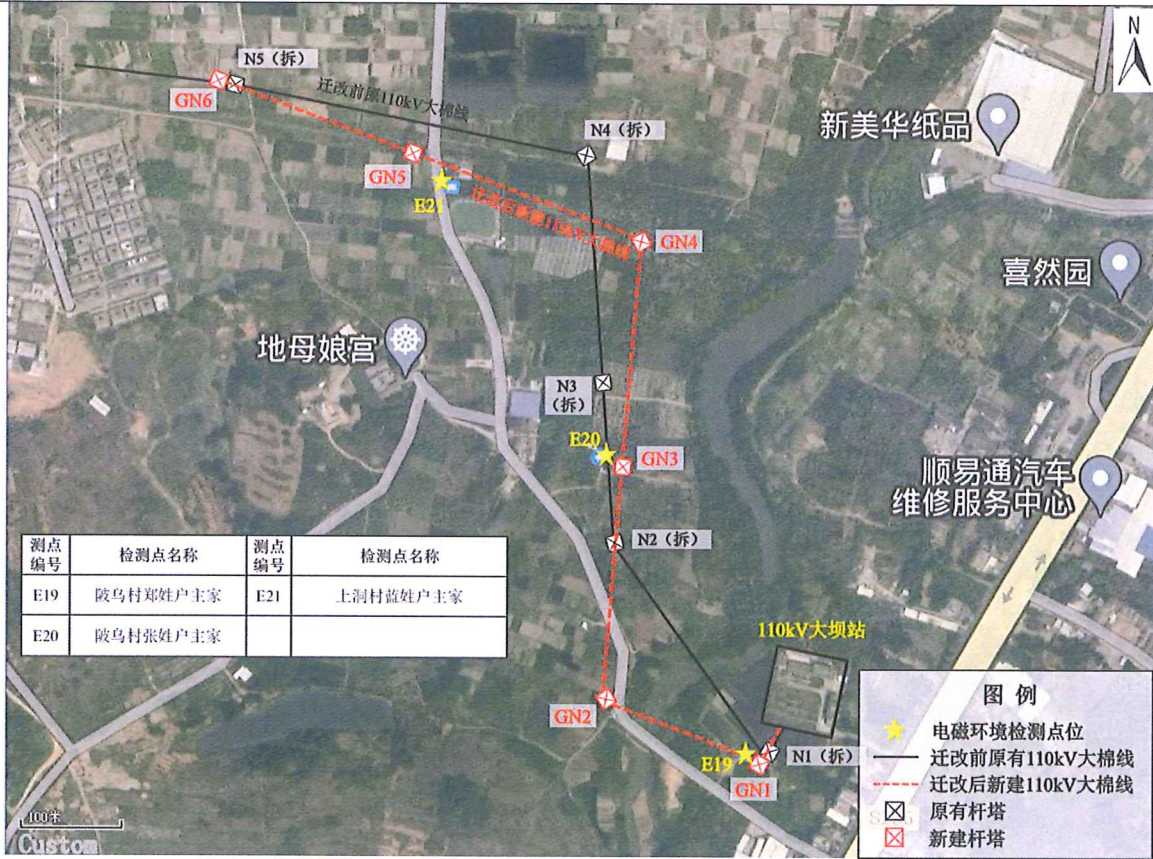 N
N5（拆）
GN6
迁改前原110kV大棉线
N4（拆）
新美华纸品
GN5
E21
迁改后新建110kV大棉线
GN4
喜然园
地母娘宫
N3
（拆）
E20
GN3
顺易通汽车
维修服务中心
N2（拆）
测点编号 检测点名称 测点编号 检测点名称
E19 陂乌村郑姓户主家 E21 上洞村蓝姓户主家
E20 陂乌村张姓户主家
110kV大坝站
GN2
E19
N1（拆）
GN1
图 例
电磁环境检测点位
迁改前原有110kV大棉线
迁改后新建110kV大棉线
原有杆塔
新建杆塔
100米
Custom